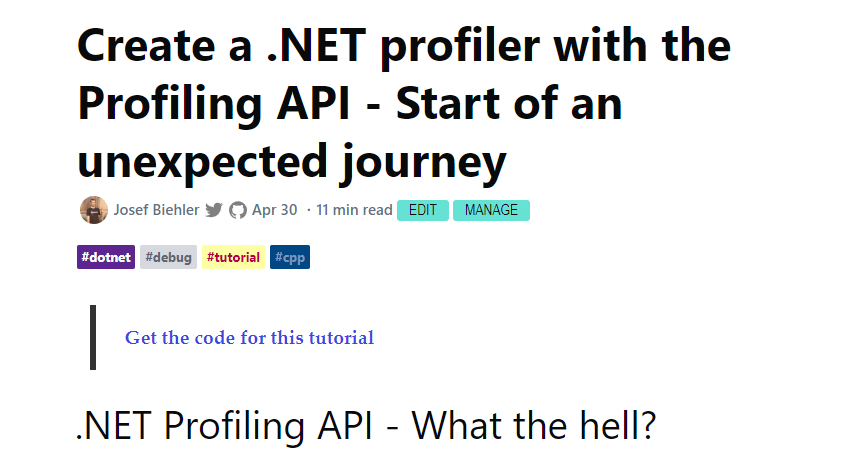 Create a .NET profiler with the
Profiling API - Start of an
unexpected journey
Josef Biehler Apr 30 · 11 min read EDIT MANAGE
#dotnet #debug #tutorial #cpp
Get the code for this tutorial
.NET Profiling API - What the hell?